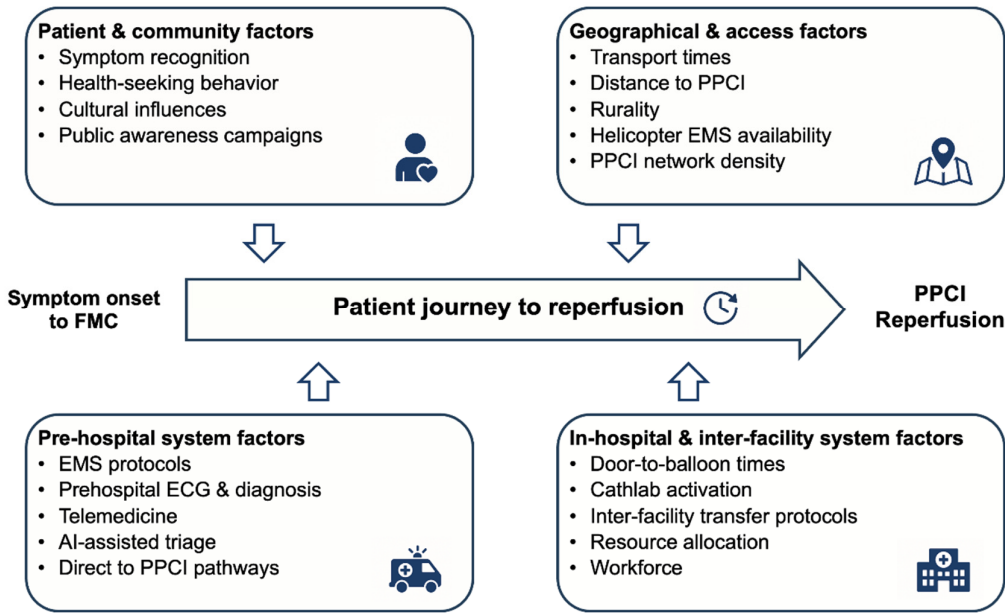 Patient & community factors
• Symptom recognition
• Health-seeking behavior
• Cultural influences
• Public awareness campaigns
Geographical & access factors
• Transport times
• Distance to PPCI
• Rurality
• Helicopter EMS availability
• PPCI network density
Symptom onset
to FMC
Patient journey to reperfusion
PPCI
Reperfusion
Pre-hospital system factors
• EMS protocols
• Prehospital ECG & diagnosis
• Telemedicine
• AI-assisted triage
• Direct to PPCI pathways
In-hospital & inter-facility system factors
• Door-to-balloon times
• Cathlab activation
• Inter-facility transfer protocols
• Resource allocation
• Workforce